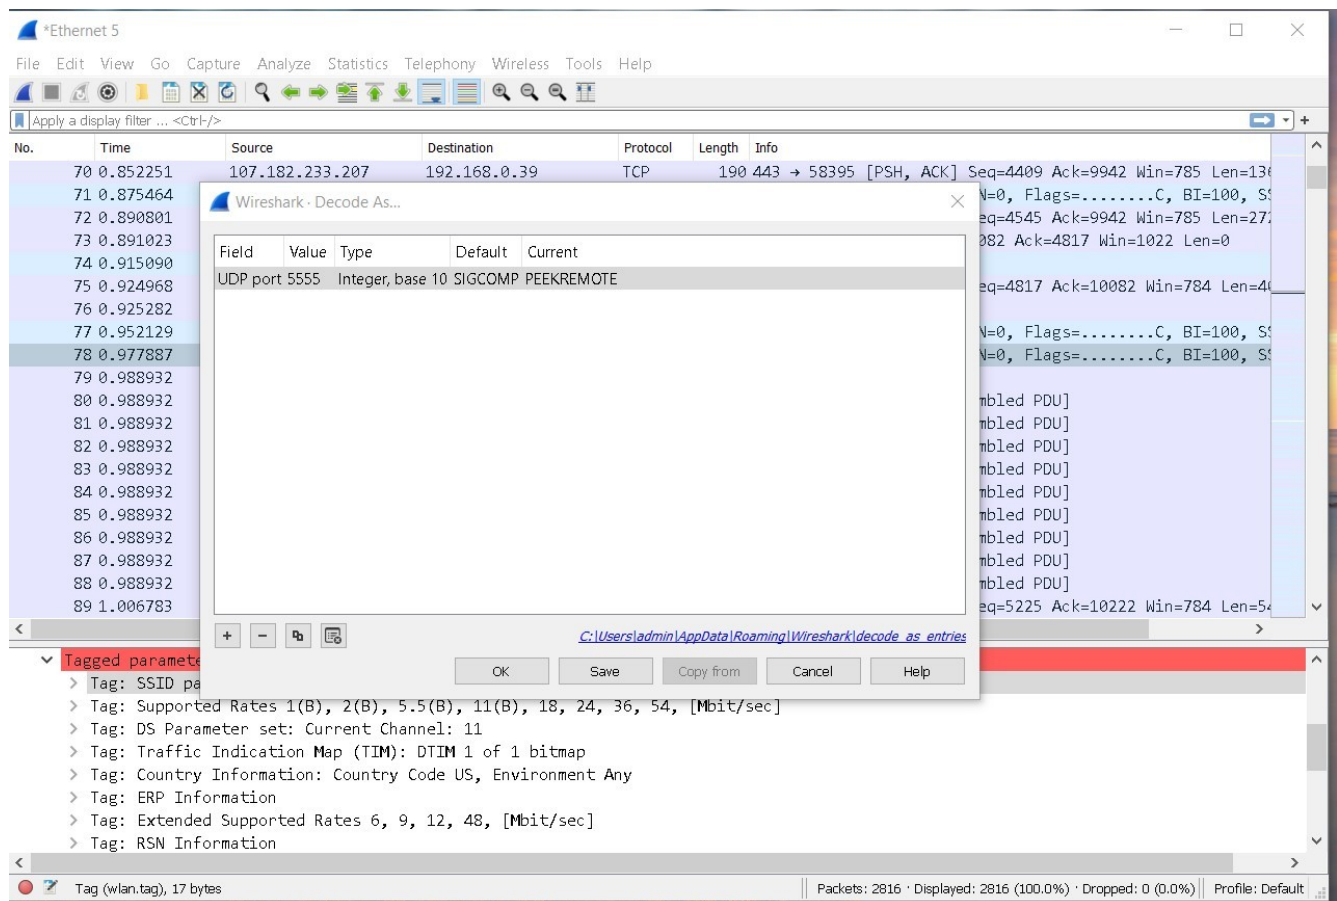 *Ethernet 5
File Edit View Go Capture Analyze Statistics Telephony Wireless Tools Help
Apply a display filter ... <Ctrl-/>
No. Time Source Destination Protocol Length Info
70 0.852251 107.182.233.207 192.168.0.39 TCP 190 443 → 58395 [PSH, ACK] Seq=4409 Ack=9942 Win=785 Len=136
71 0.875464 N=0, Flags=........C, BI=100, SS
72 0.890801 eq=4545 Ack=9942 Win=785 Len=272
73 0.891023 082 Ack=4817 Win=1022 Len=0
74 0.915090
75 0.924968 eq=4817 Ack=10082 Win=784 Len=40
76 0.925282
77 0.952129 N=0, Flags=........C, BI=100, SS
78 0.977887 N=0, Flags=........C, BI=100, SS
79 0.988932
80 0.988932 mbled PDU]
81 0.988932 mbled PDU]
82 0.988932 mbled PDU]
83 0.988932 mbled PDU]
84 0.988932 mbled PDU]
85 0.988932 mbled PDU]
86 0.988932 mbled PDU]
87 0.988932 mbled PDU]
88 0.988932 mbled PDU]
89 1.006783 eq=5225 Ack=10222 Win=784 Len=54
Wireshark · Decode As...
Field Value Type Default Current
UDP port 5555 Integer, base 10 SIGCOMP PEEKREMOTE
C:\Users\admin\AppData\Roaming\Wireshark\decode_as_entries
OK Save Copy from Cancel Help
Tagged paramete
Tag: SSID pa
Tag: Supported Rates 1(B), 2(B), 5.5(B), 11(B), 18, 24, 36, 54, [Mbit/sec]
Tag: DS Parameter set: Current Channel: 11
Tag: Traffic Indication Map (TIM): DTIM 1 of 1 bitmap
Tag: Country Information: Country Code US, Environment Any
Tag: ERP Information
Tag: Extended Supported Rates 6, 9, 12, 48, [Mbit/sec]
Tag: RSN Information
Tag (wlan.tag), 17 bytes
Packets: 2816 · Displayed: 2816 (100.0%) · Dropped: 0 (0.0%)
Profile: Default